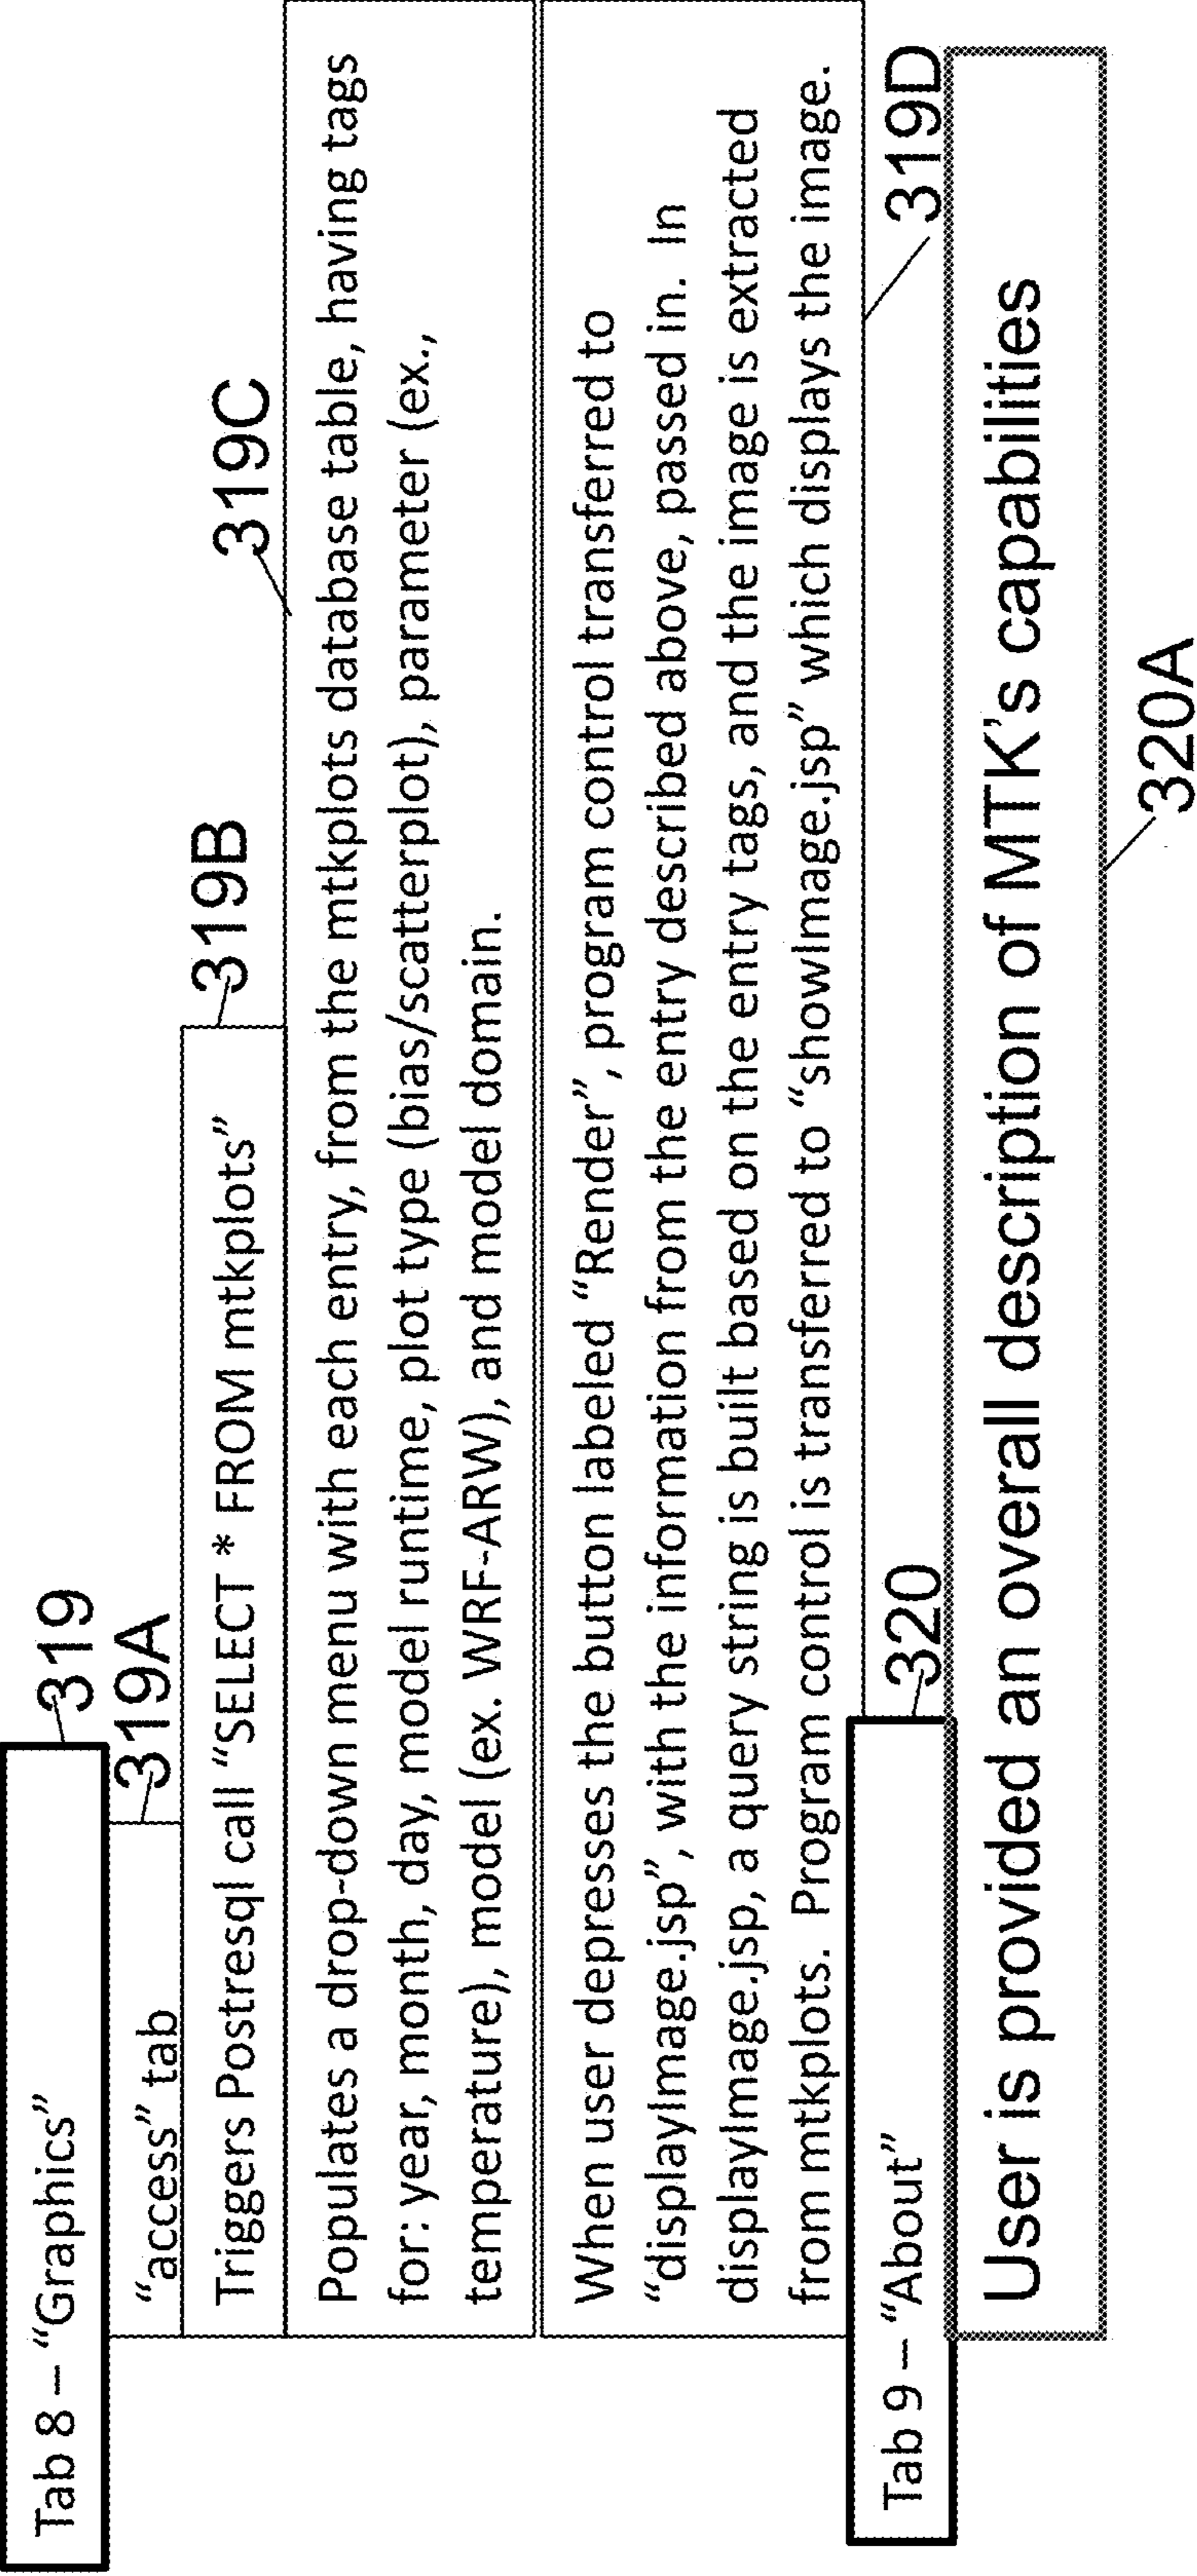 Tab 8 – “Graphics”
319
“access” tab
319A
Triggers Postresql call “SELECT * FROM mtkplots”
319B
319C
Populates a drop-down menu with each entry, from the mtkplots database table, having tags
for: year, month, day, model runtime, plot type (bias/scatterplot), parameter (ex.,
temperature), model (ex. WRF-ARW), and model domain.
When user depresses the button labeled “Render”, program control transferred to
“displayImage.jsp”, with the information from the entry described above, passed in. In
displayImage.jsp, a query string is built based on the entry tags, and the image is extracted
from mtkplots. Program control is transferred to “showImage.jsp” which displays the image.
319D
Tab 9 – “About”
320
User is provided an overall description of MTK's capabilities
320A